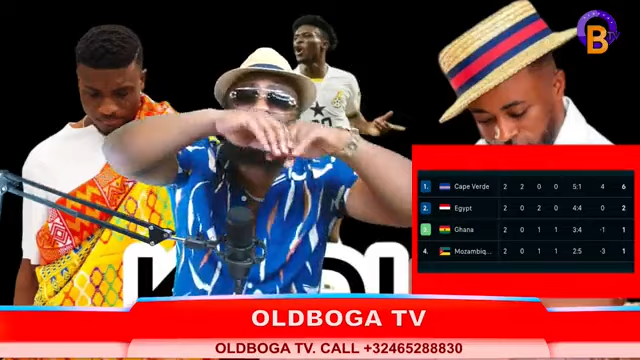 B
TV
1. Cape Verde 2 2 0 0 5:1 4 6
2. Egypt 2 0 2 0 4:4 0 2
3. Ghana 2 0 1 1 3:4 -1 1
4. Mozambiq... 2 0 1 1 2:5 -3 1
OLDBOGA TV
OLDBOGA TV. CALL +32465288830